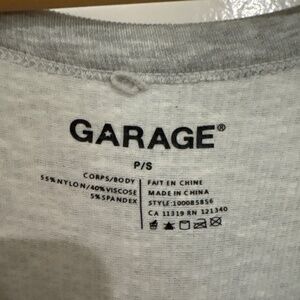 GARAGE®
P/S
CORPS/BODY
55%NYLON/40%VISCOSE
5%SPANDEX
FAIT EN CHINE
MADE IN CHINA
STYLE:100085856
CA 11319 RN 121340